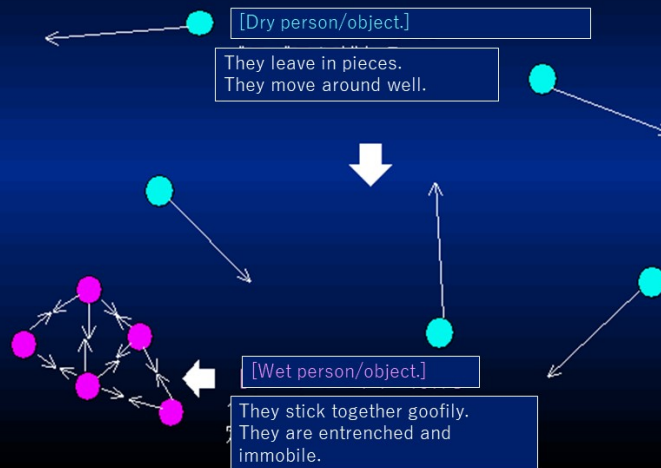 [Dry person/object.]
They leave in pieces.
They move around well.
[Wet person/object.]
They stick together goofily.
They are entrenched and
immobile.